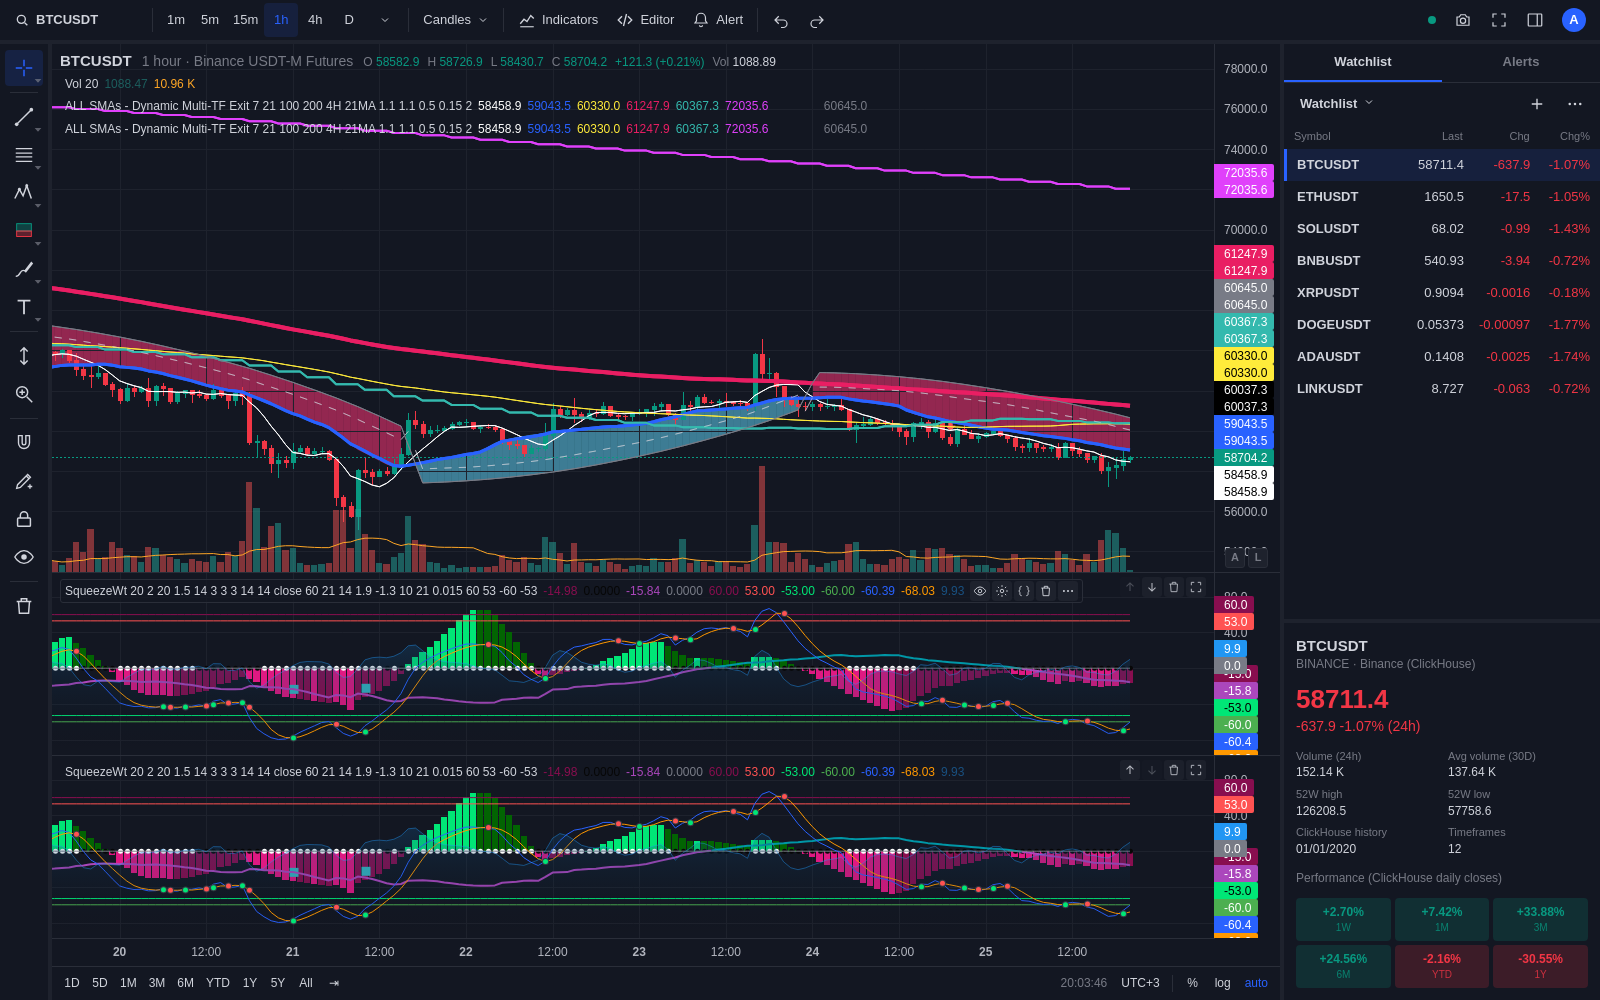 BTCUSDT 1m 5m 15m 1h 4h D Candles Indicators Editor Alert A
BTCUSDT 1 hour · Binance USDT-M Futures O 58582.9 H 58726.9 L 58430.7 C 58704.2 +121.3 (+0.21%) Vol 1088.89
Vol 20 1088.47 10.96 K
ALL SMAs - Dynamic Multi-TF Exit 7 21 100 200 4H 21MA 1.1 1.1 0.5 0.15 2 58458.9 59043.5 60330.0 61247.9 60367.3 72035.6 60645.0
ALL SMAs - Dynamic Multi-TF Exit 7 21 100 200 4H 21MA 1.1 1.1 0.5 0.15 2 58458.9 59043.5 60330.0 61247.9 60367.3 72035.6 60645.0
78000.0
76000.0
74000.0
72035.6
72035.6
70000.0
61247.9
61247.9
60645.0
60645.0
60367.3
60367.3
60330.0
60330.0
60037.3
60037.3
59043.5
59043.5
58704.2
58458.9
58458.9
56000.0
A L
SqueezeWt 20 2 20 1.5 14 3 3 3 14 14 close 60 21 14 1.9 -1.3 10 21 0.015 60 53 -60 -53 -14.98 0.0000 -15.84 0.0000 60.00 53.00 -53.00 -60.00 -60.39 -68.03 9.93
60.0
53.0
40.0
9.9
0.0
-15.0
-15.8
-53.0
-60.0
-60.4
SqueezeWt 20 2 20 1.5 14 3 3 3 14 14 close 60 21 14 1.9 -1.3 10 21 0.015 60 53 -60 -53 -14.98 0.0000 -15.84 0.0000 60.00 53.00 -53.00 -60.00 -60.39 -68.03 9.93
60.0
53.0
40.0
9.9
0.0
-15.0
-15.8
-53.0
-60.0
-60.4
20 12:00 21 12:00 22 12:00 23 12:00 24 12:00 25 12:00
1D 5D 1M 3M 6M YTD 1Y 5Y All 20:03:46 UTC+3 % log auto
Watchlist Alerts
Watchlist
Symbol Last Chg Chg%
BTCUSDT 58711.4 -637.9 -1.07%
ETHUSDT 1650.5 -17.5 -1.05%
SOLUSDT 68.02 -0.99 -1.43%
BNBUSDT 540.93 -3.94 -0.72%
XRPUSDT 0.9094 -0.0016 -0.18%
DOGEUSDT 0.05373 -0.00097 -1.77%
ADAUSDT 0.1408 -0.0025 -1.74%
LINKUSDT 8.727 -0.063 -0.72%
BTCUSDT
BINANCE · Binance (ClickHouse)
58711.4
-637.9 -1.07% (24h)
Volume (24h) Avg volume (30D)
152.14 K 137.64 K
52W high 52W low
126208.5 57758.6
ClickHouse history Timeframes
01/01/2020 12
Performance (ClickHouse daily closes)
+2.70% +7.42% +33.88%
1W 1M 3M
+24.56% -2.16% -30.55%
6M YTD 1Y